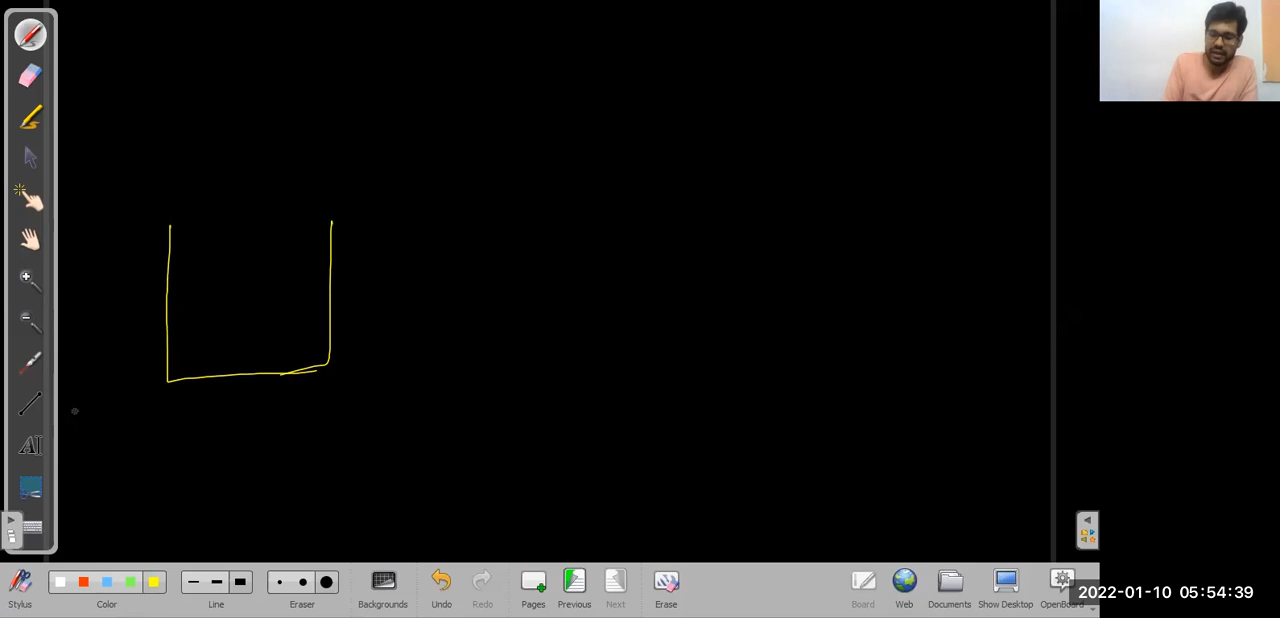 AI
Stylus
Color
Line
Eraser
Backgrounds
Undo
Redo
Pages
Previous
Next
Erase
Board
Web
Documents
Show Desktop
OpenBoard
2022-01-10 05:54:39